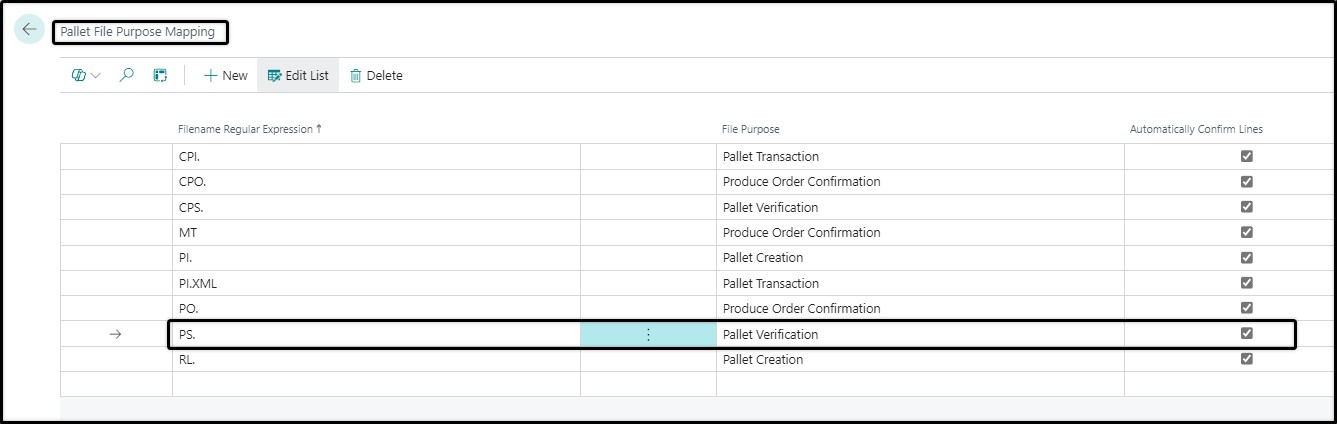 Pallet File Purpose Mapping
New Edit List Delete
Filename Regular Expression ↑ File Purpose Automatically Confirm Lines
CPI. Pallet Transaction
CPO. Produce Order Confirmation
CPS. Pallet Verification
MT Produce Order Confirmation
PI. Pallet Creation
PI.XML Pallet Transaction
PO. Produce Order Confirmation
PS. Pallet Verification
RL. Pallet Creation